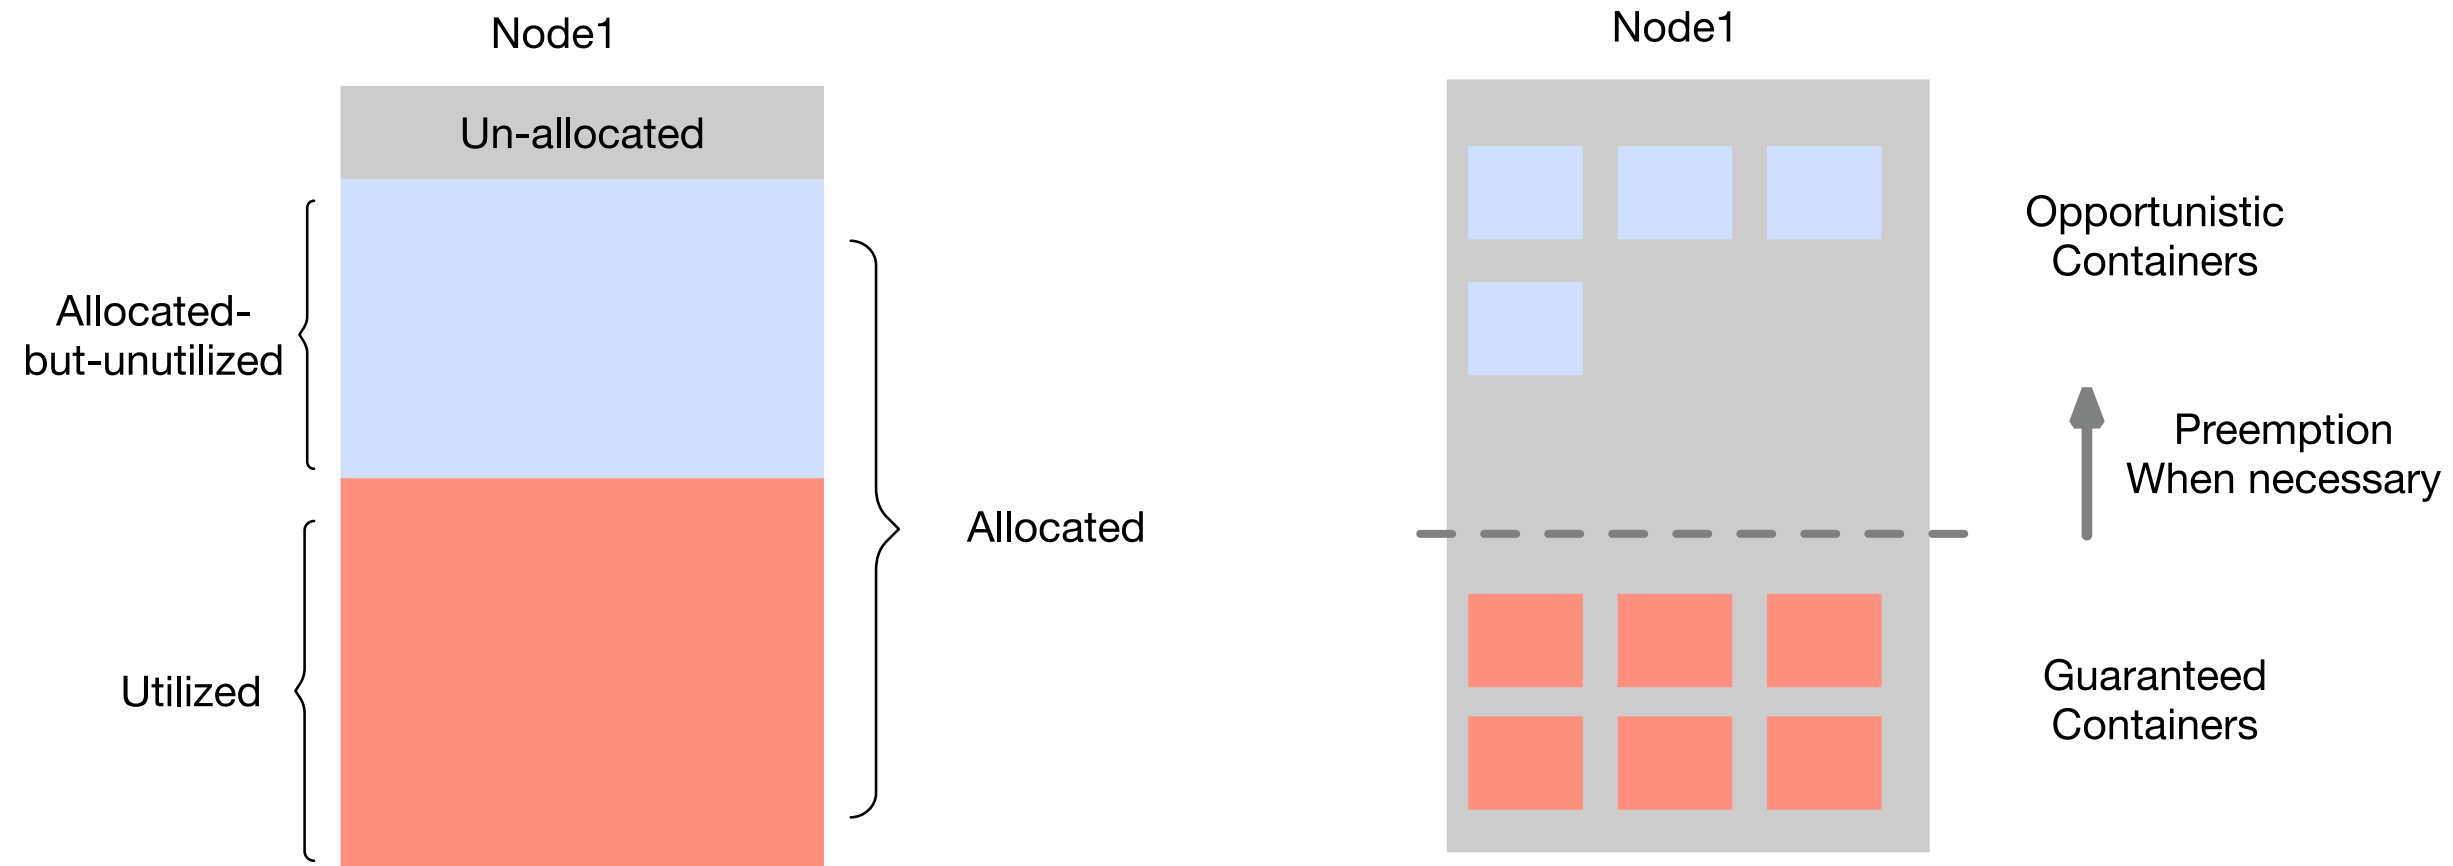 Node1
Un-allocated
Allocated-
but-unutilized
Allocated
Utilized
Node1
Opportunistic
Containers
Preemption
When necessary
Guaranteed
Containers